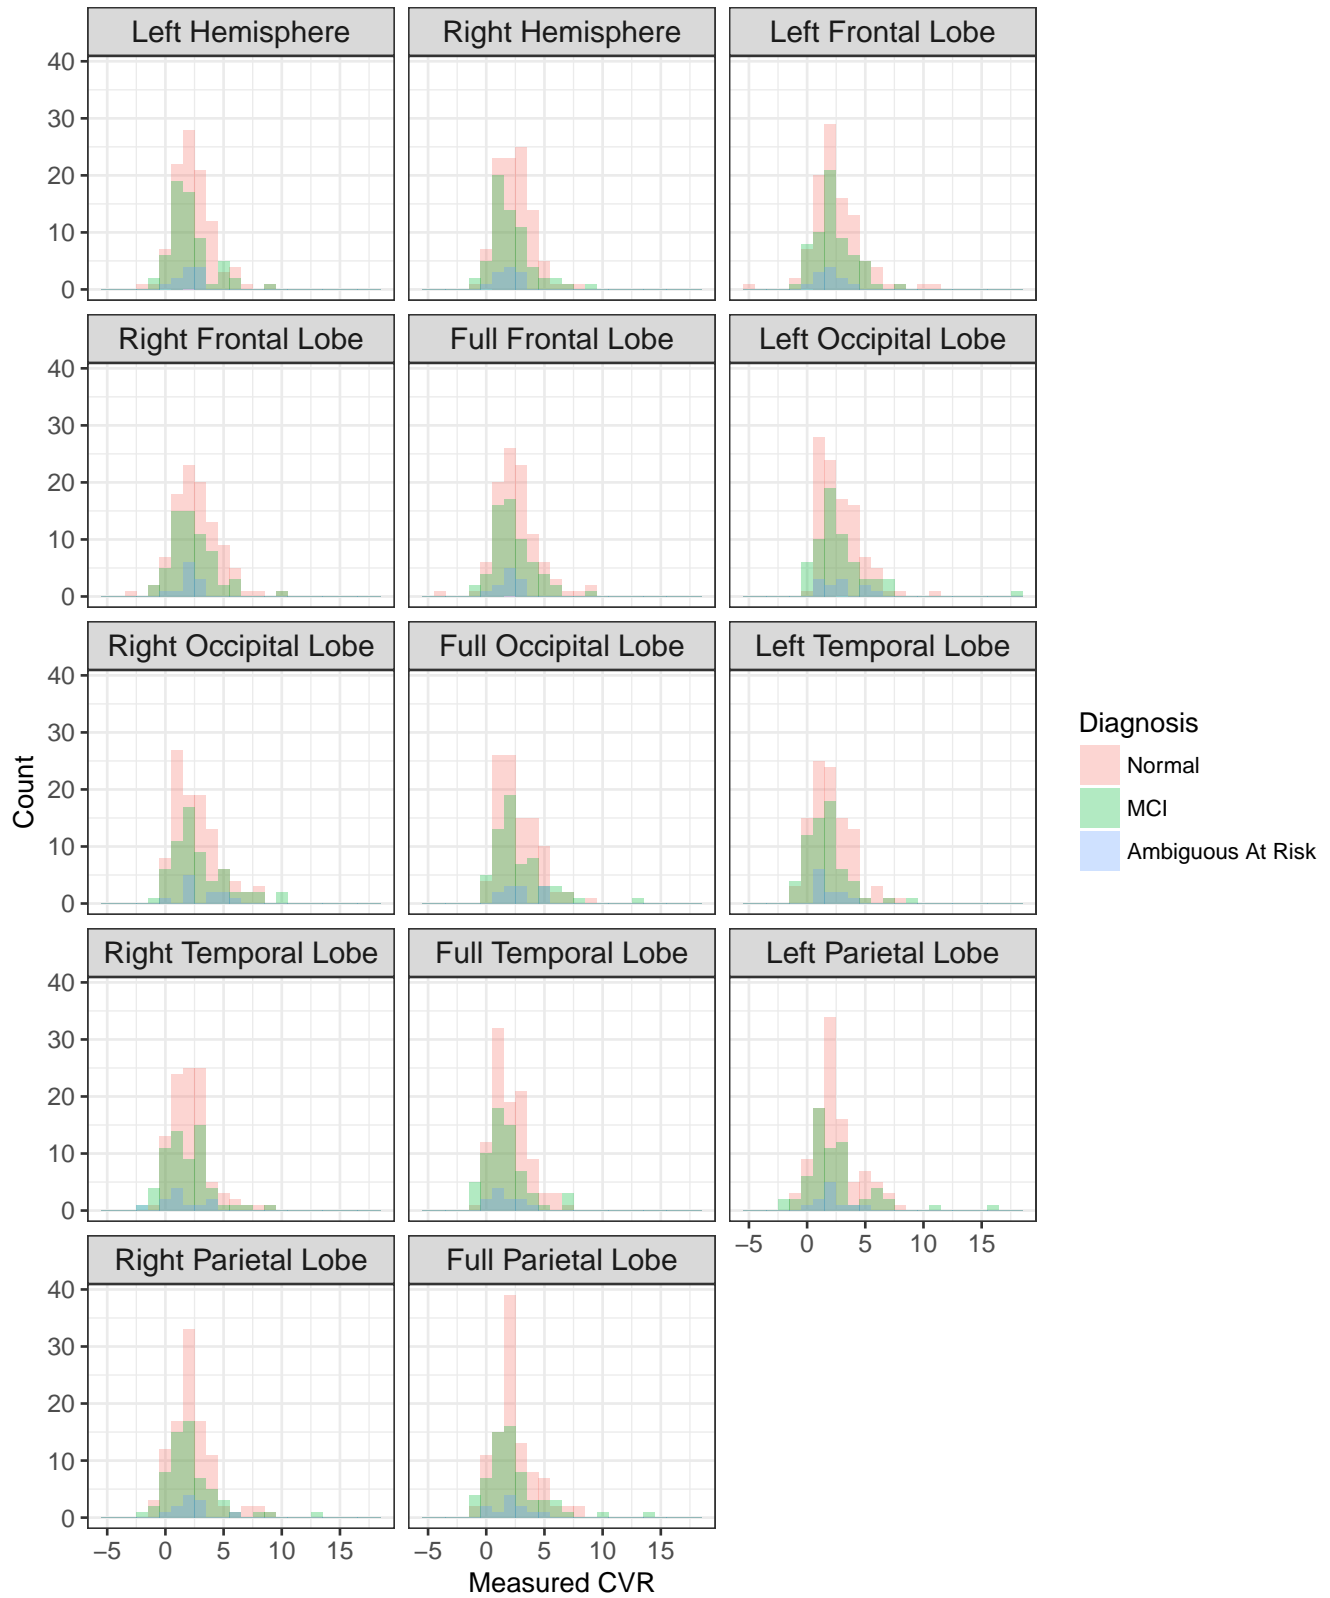 Left Hemisphere
Right Hemisphere
Left Frontal Lobe
40
30
20
10
0
Right Frontal Lobe
Full Frontal Lobe
Left Occipital Lobe
40
30
20
10
0
Right Occipital Lobe
Full Occipital Lobe
Left Temporal Lobe
40
30
20
10
0
Count
Diagnosis
Normal
MCI
Ambiguous At Risk
Right Temporal Lobe
Full Temporal Lobe
Left Parietal Lobe
40
30
20
10
0
−5 0 5 10 15
Right Parietal Lobe
Full Parietal Lobe
40
30
20
10
0
−5 0 5 10 15
−5 0 5 10 15
Measured CVR